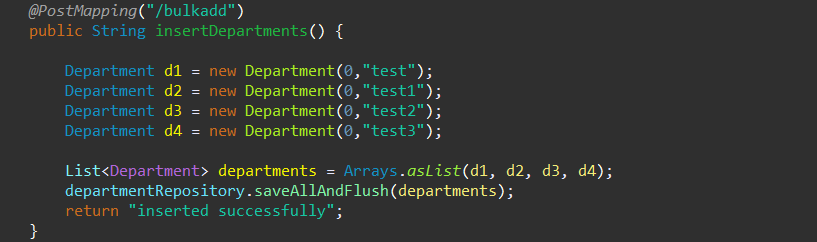 @PostMapping("/bulkadd")
public String insertDepartments() {
Department d1 = new Department(0,"test");
Department d2 = new Department(0,"test1");
Department d3 = new Department(0,"test2");
Department d4 = new Department(0,"test3");
List<Department> departments = Arrays.asList(d1, d2, d3, d4);
departmentRepository.saveAllAndFlush(departments);
return "inserted successfully";
}